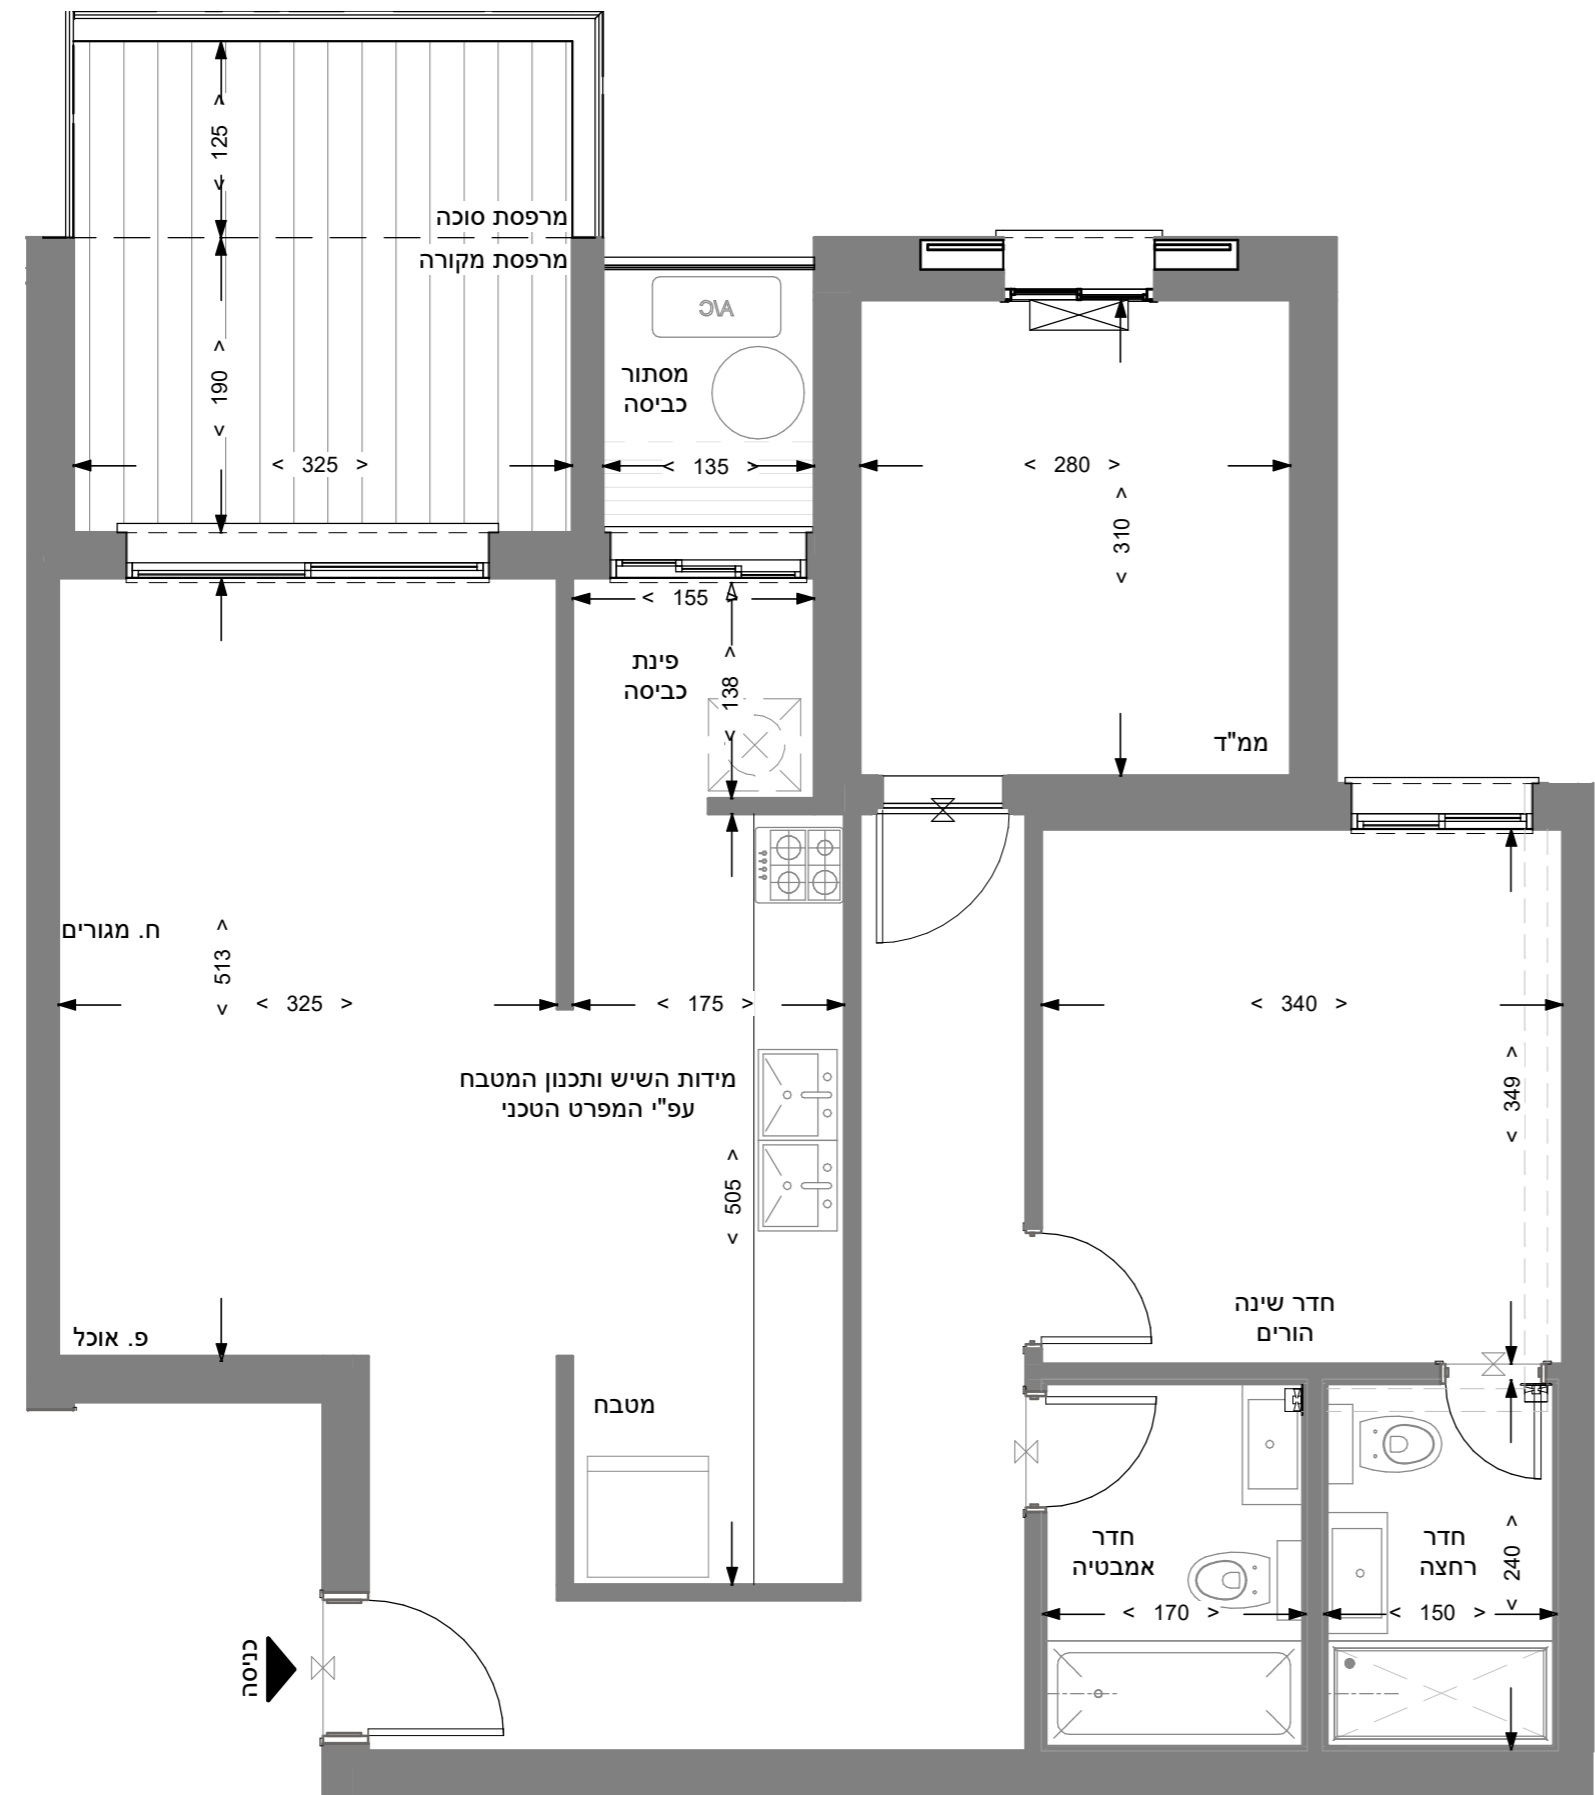 < 125 >
מרפסת סוכה
מרפסת מקורה
< 190 >
< 325 >
A/C
מסתור
כביסה
< 135 >
< 280 >
< 310 >
ממ"ד
< 155 >
פינת
כביסה
< 138 >
ח. מגורים
< 513 >
< 325 >
< 175 >
< 340 >
< 349 >
מידות השיש ותכנון המטבח
עפ"י המפרט הטכני
< 505 >
חדר שינה
הורים
פ. אוכל
מטבח
חדר
אמבטיה
< 170 >
חדר
רחצה
< 240 >
< 150 >
כניסה